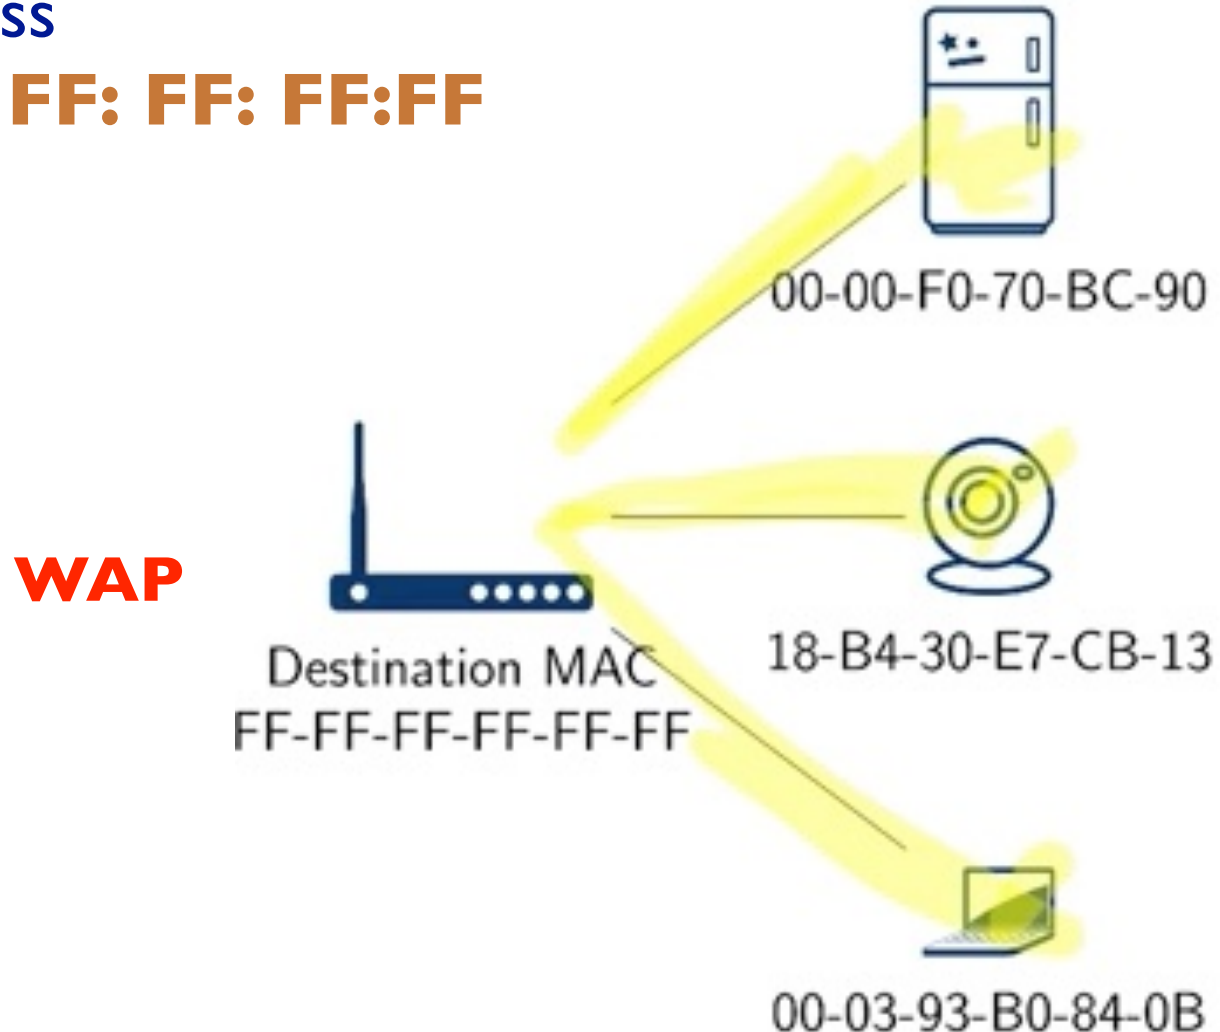 SS
FF: FF: FF:FF
00-00-F0-70-BC-90
WAP
Destination MAC
FF-FF-FF-FF-FF-FF
18-B4-30-E7-CB-13
00-03-93-B0-84-0B